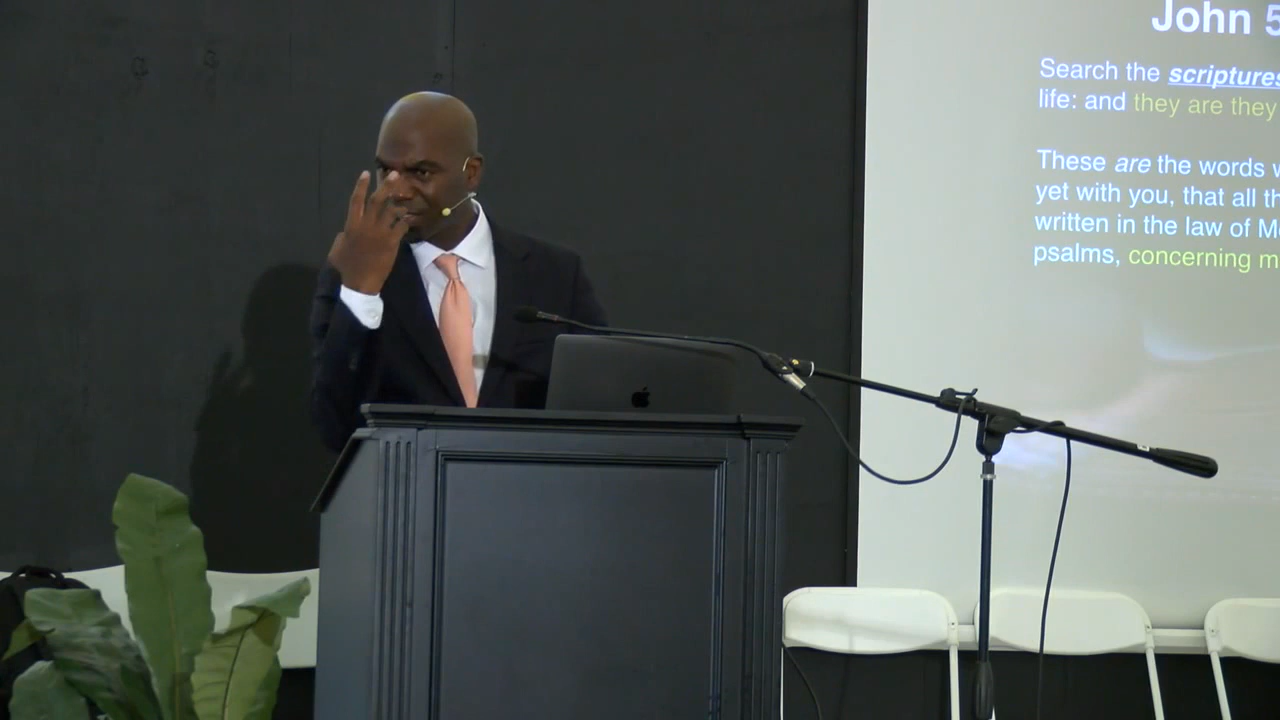 John 5
Search the scriptures
life: and they are they
These are the words w
yet with you, that all th
written in the law of Mo
psalms, concerning m